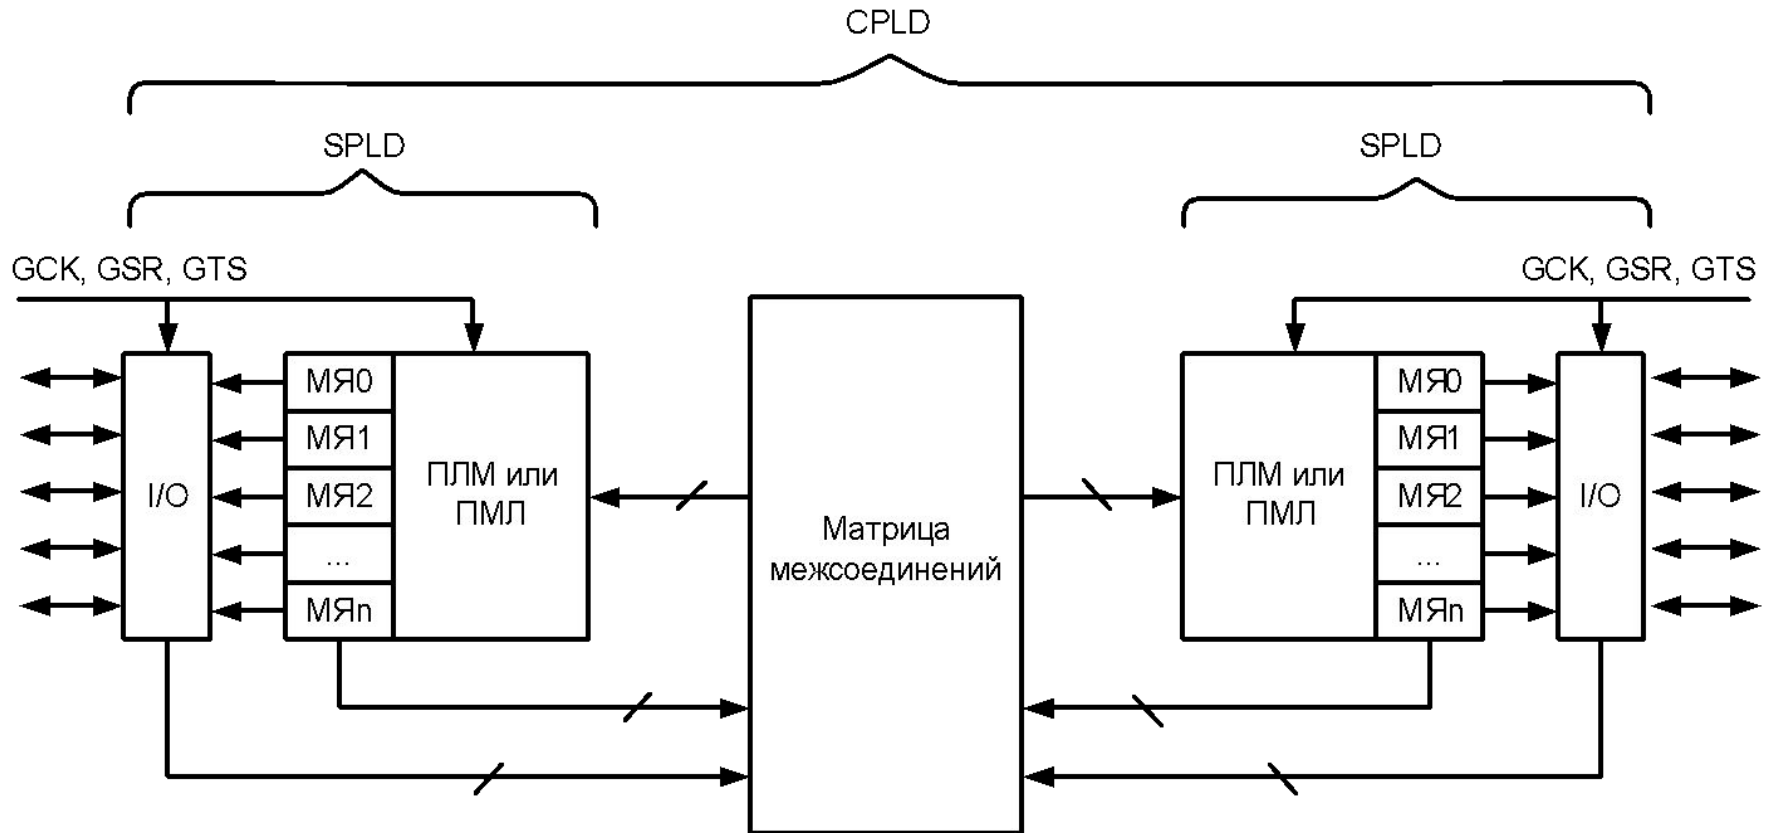 CPLD
SPLD
SPLD
GCK, GSR, GTS
GCK, GSR, GTS
I/O
МЯ0
МЯ1
МЯ2
...
МЯn
ПЛМ или
ПМЛ
Матрица
межсоединений
ПЛМ или
ПМЛ
МЯ0
МЯ1
МЯ2
...
МЯn
I/O